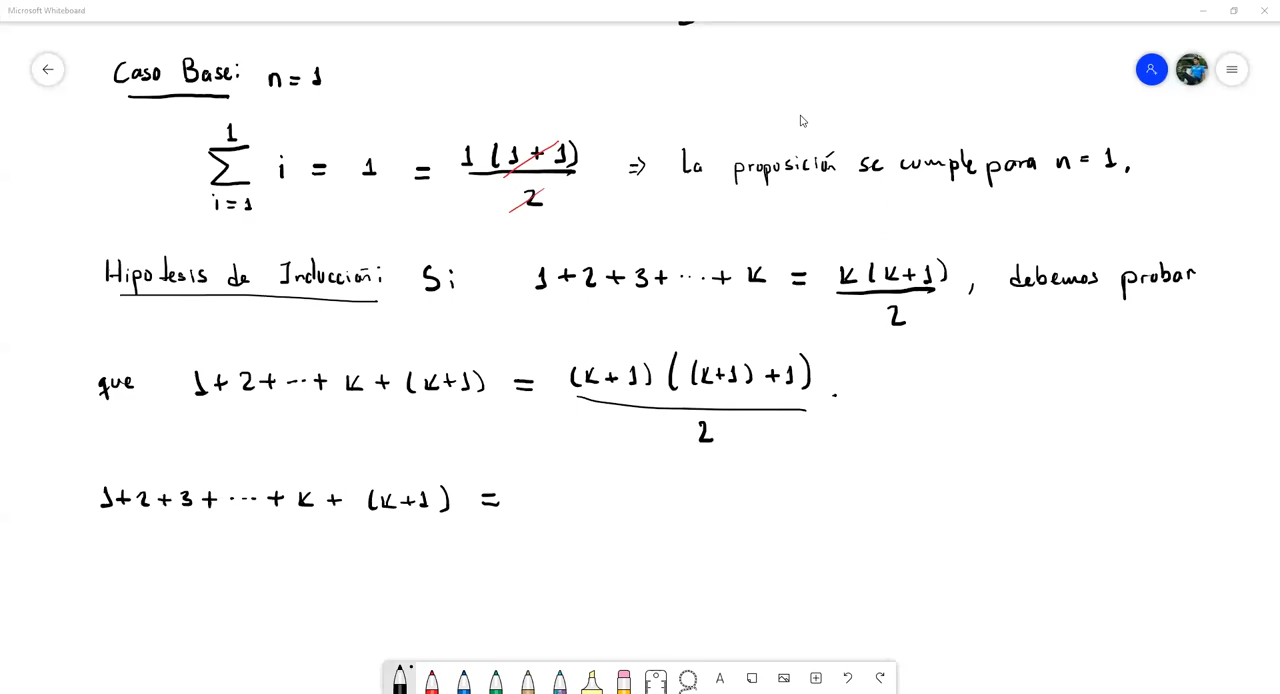 Microsoft Whiteboard
Caso Base: n = 1
1
∑ i = 1 = 1 (1 + 1) / 2 ⇒ La proposición se cumple para n = 1.
i = 1
Hipotesis de Inducción: Si 1 + 2 + 3 + ... + K = K (K+1) / 2 , debemos probar
que 1 + 2 + ... + K + (K+1) = (K+1) ((K+1) + 1) / 2 .
1 + 2 + 3 + ... + K + (K+1) =
A